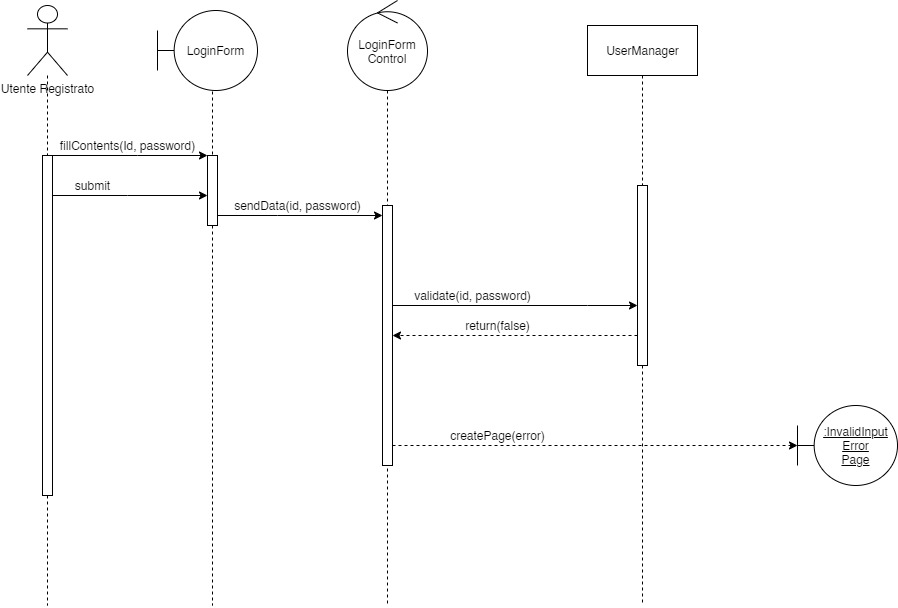 LoginForm
LoginForm
Control
UserManager
Utente Registrato
fillContents(Id, password)
submit
sendData(id, password)
validate(id, password)
return(false)
createPage(error)
:InvalidInput
Error
Page